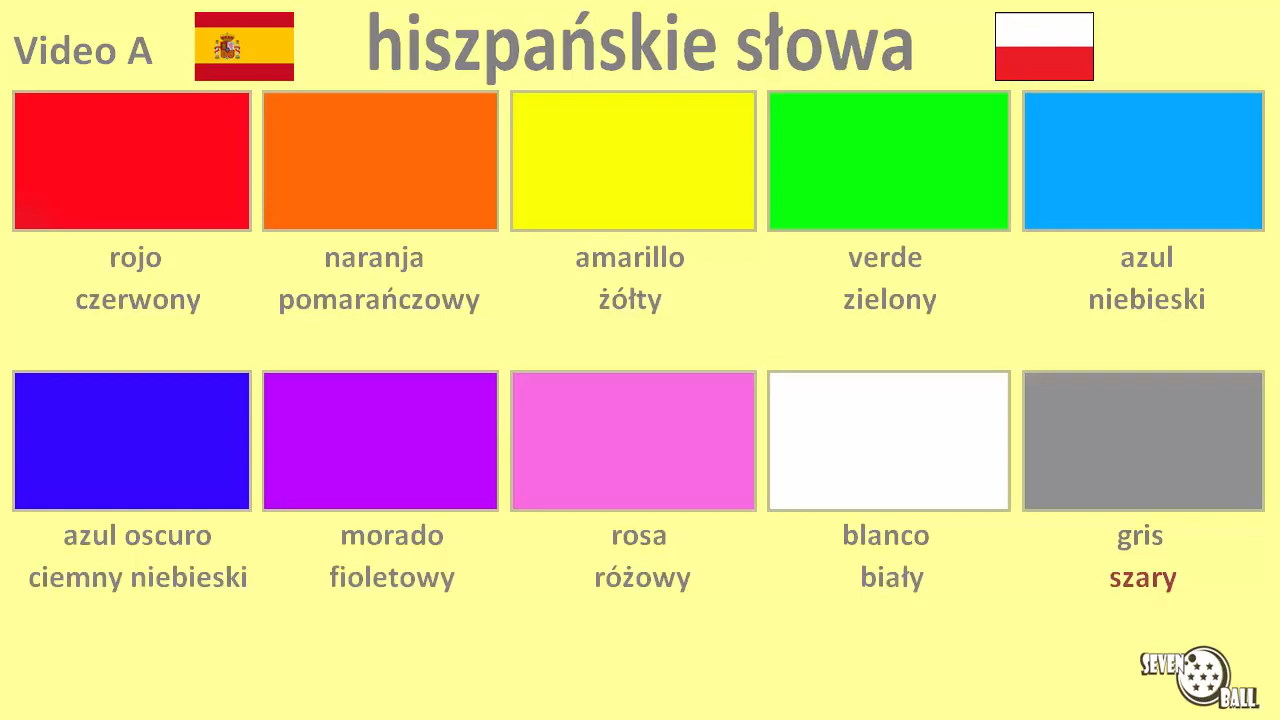 Video A
hiszpańskie słowa
rojo
czerwony
naranja
pomarańczowy
amarillo
żółty
verde
zielony
azul
niebieski
azul oscuro
ciemny niebieski
morado
fioletowy
rosa
różowy
blanco
biały
gris
szary
SEVEN
BALL